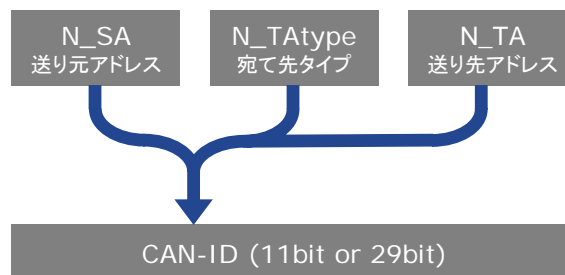 N_SA
送り元アドレス
N_TAtype
宛て先タイプ
N_TA
送り先アドレス
CAN-ID (11bit or 29bit)